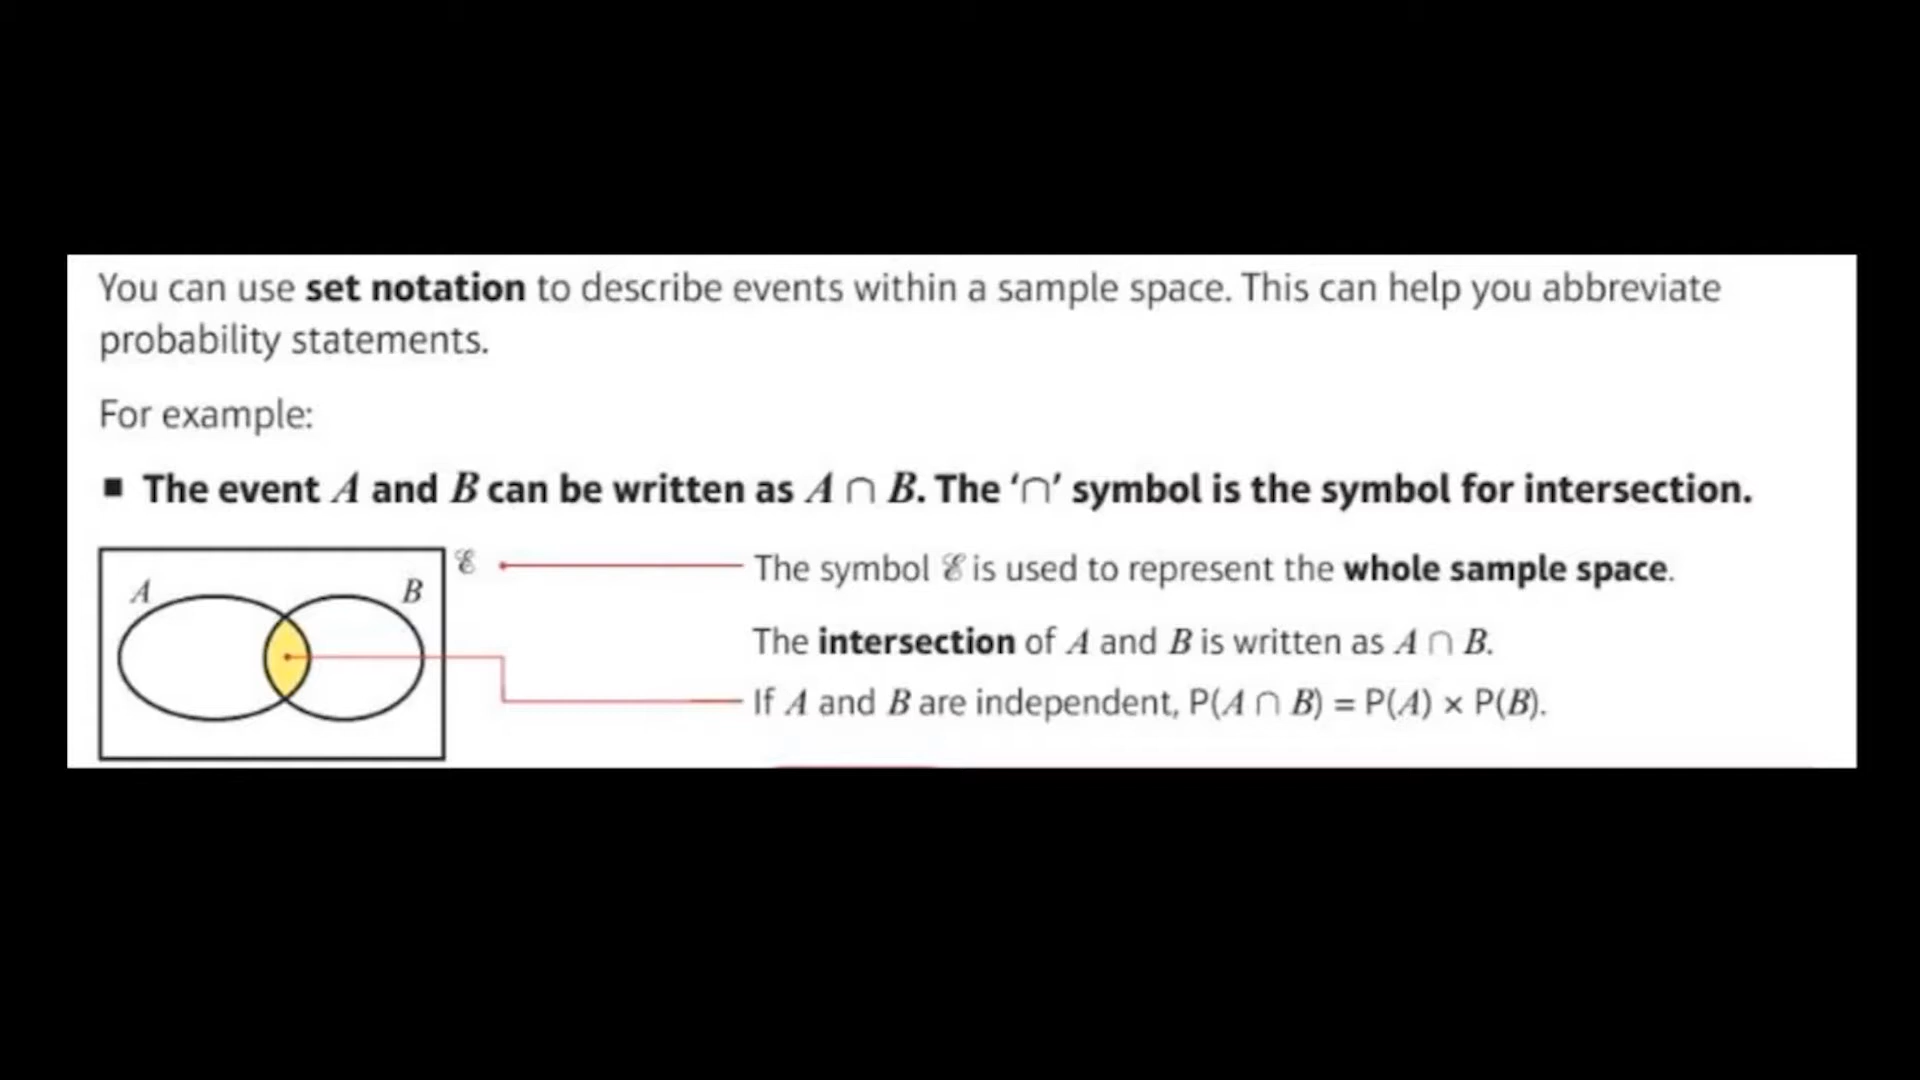 You can use set notation to describe events within a sample space. This can help you abbreviate
probability statements.
For example:
■ The event A and B can be written as A ∩ B. The ‘∩’ symbol is the symbol for intersection.
A
B
ℰ
The symbol ℰ is used to represent the whole sample space.
The intersection of A and B is written as A ∩ B.
If A and B are independent, P(A ∩ B) = P(A) × P(B).